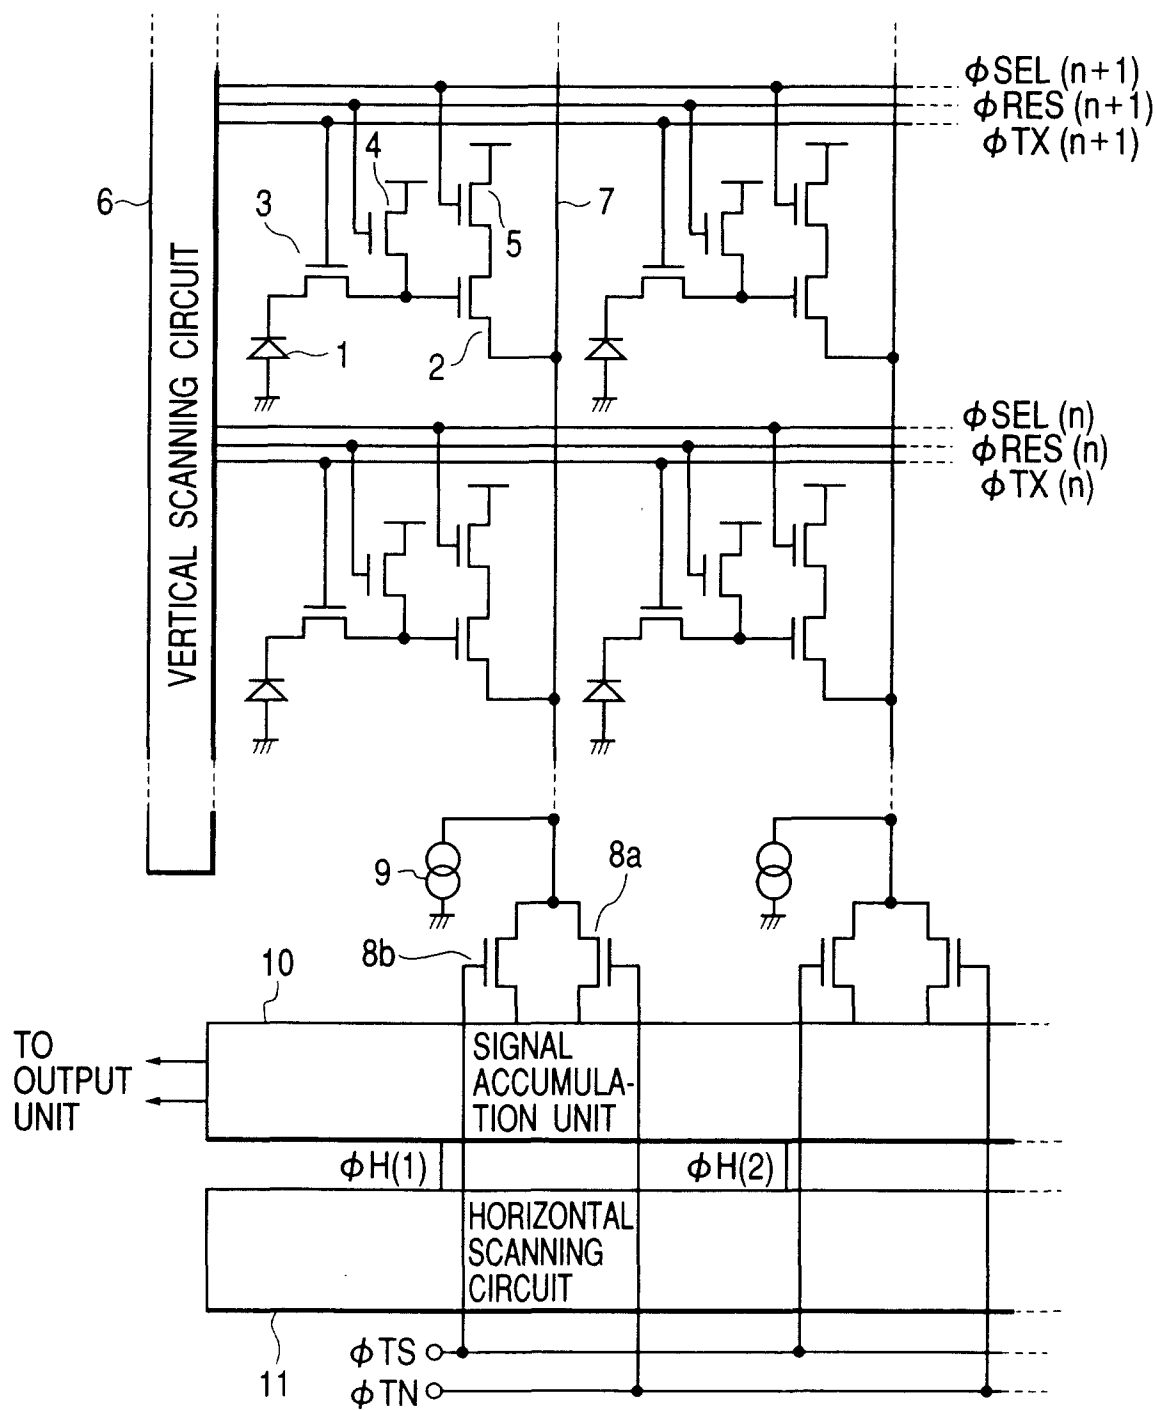 ϕSEL (n+1)
ϕRES (n+1)
ϕTX (n+1)
4
6
3
7
5
VERTICAL SCANNING CIRCUIT
1
2
ϕSEL (n)
ϕRES (n)
ϕTX (n)
9
8a
8b
10
TO
OUTPUT
UNIT
SIGNAL
ACCUMULA-
TION UNIT
ϕH(1)
ϕH(2)
HORIZONTAL
SCANNING
CIRCUIT
11
ϕTS
ϕTN